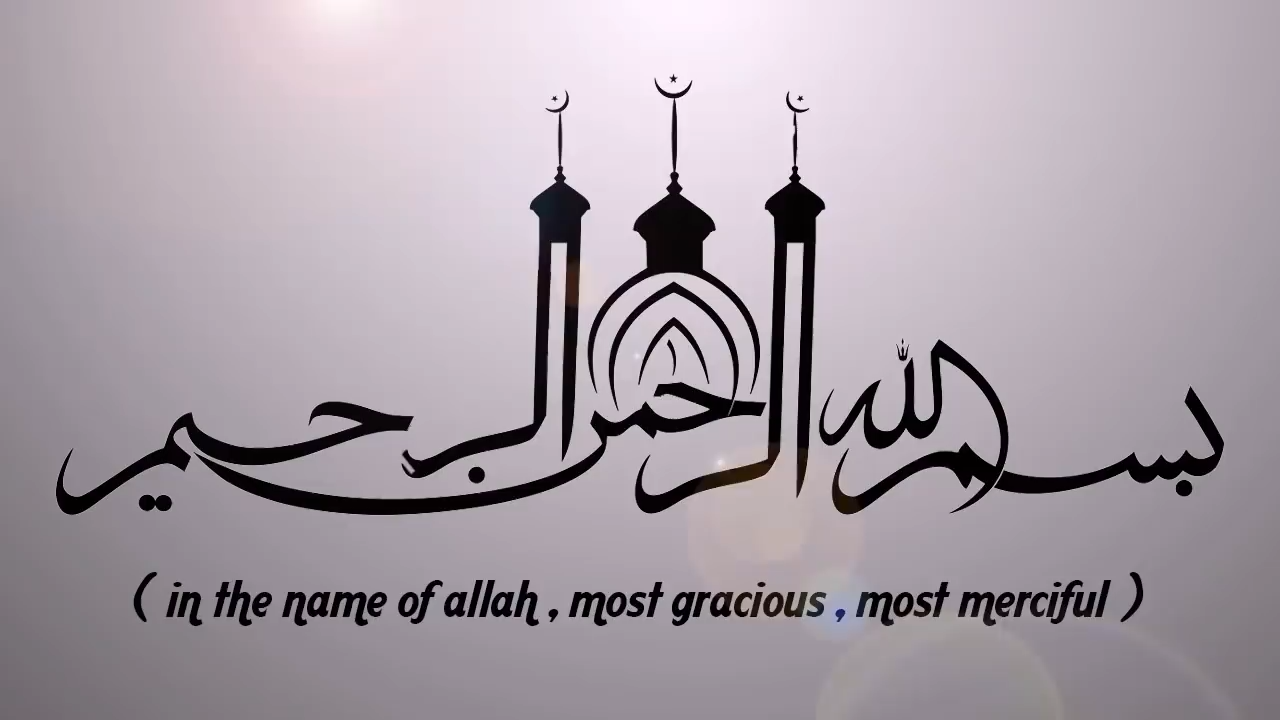 بسم الله الرحمن الرحيم
( in the name of allah , most gracious , most merciful )